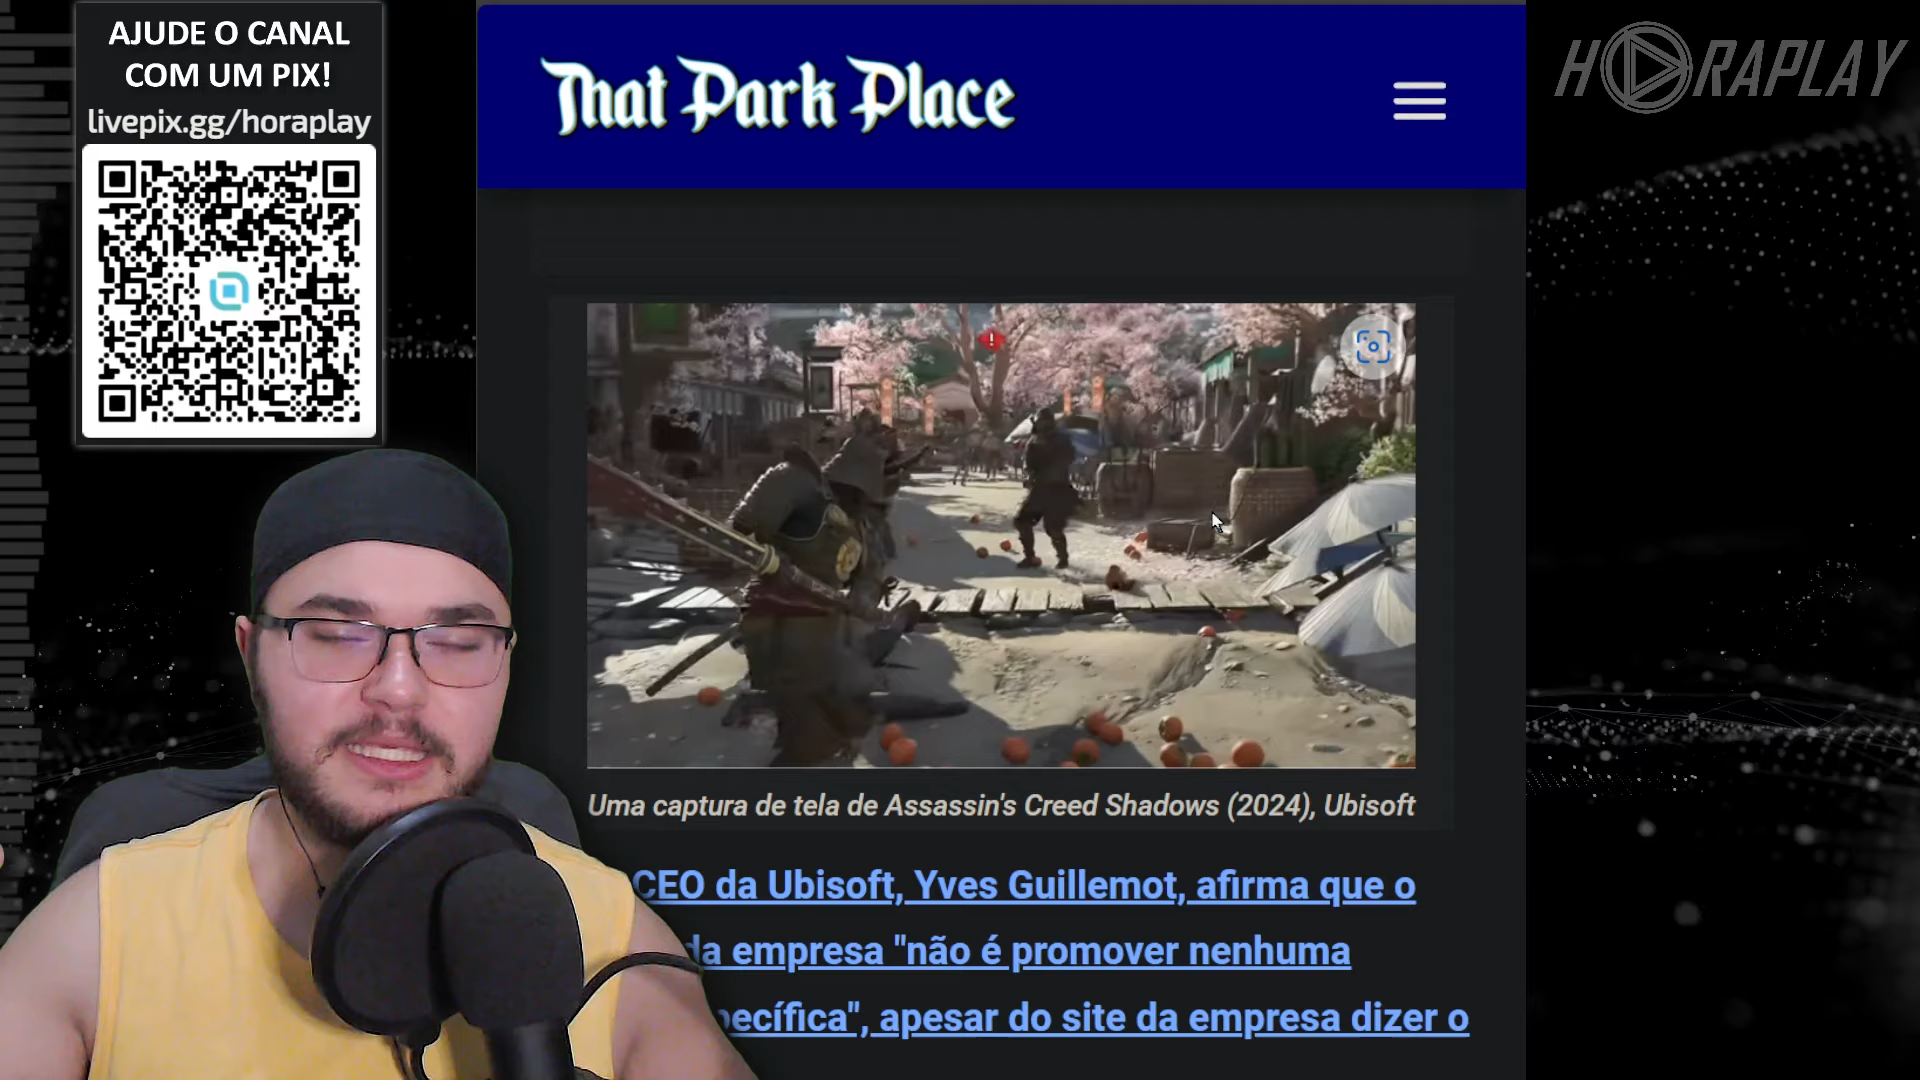 AJUDE O CANAL
COM UM PIX!
livepix.gg/horaplay
That Park Place
HORAPLAY
!
Uma captura de tela de Assassin's Creed Shadows (2024), Ubisoft
CEO da Ubisoft, Yves Guillemot, afirma que o
da empresa "não é promover nenhuma
pecífica", apesar do site da empresa dizer o